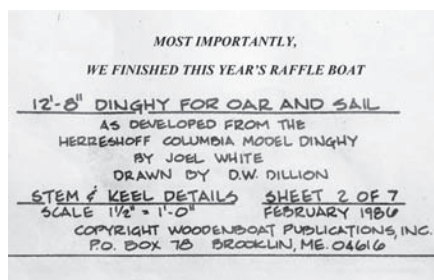 MOST IMPORTANTLY,
WE FINISHED THIS YEAR'S RAFFLE BOAT
12'-8" DINGHY FOR OAR AND SAIL
AS DEVELOPED FROM THE
HERRESHOFF COLUMBIA MODEL DINGHY
BY JOEL WHITE
DRAWN BY D.W. DILLION
STEM & KEEL DETAILS SHEET 2 OF 7
SCALE 1½" = 1'-0" FEBRUARY 1986
COPYRIGHT WOODENBOAT PUBLICATIONS, INC.
P.O. BOX 78 BROOKLIN, ME. 04616